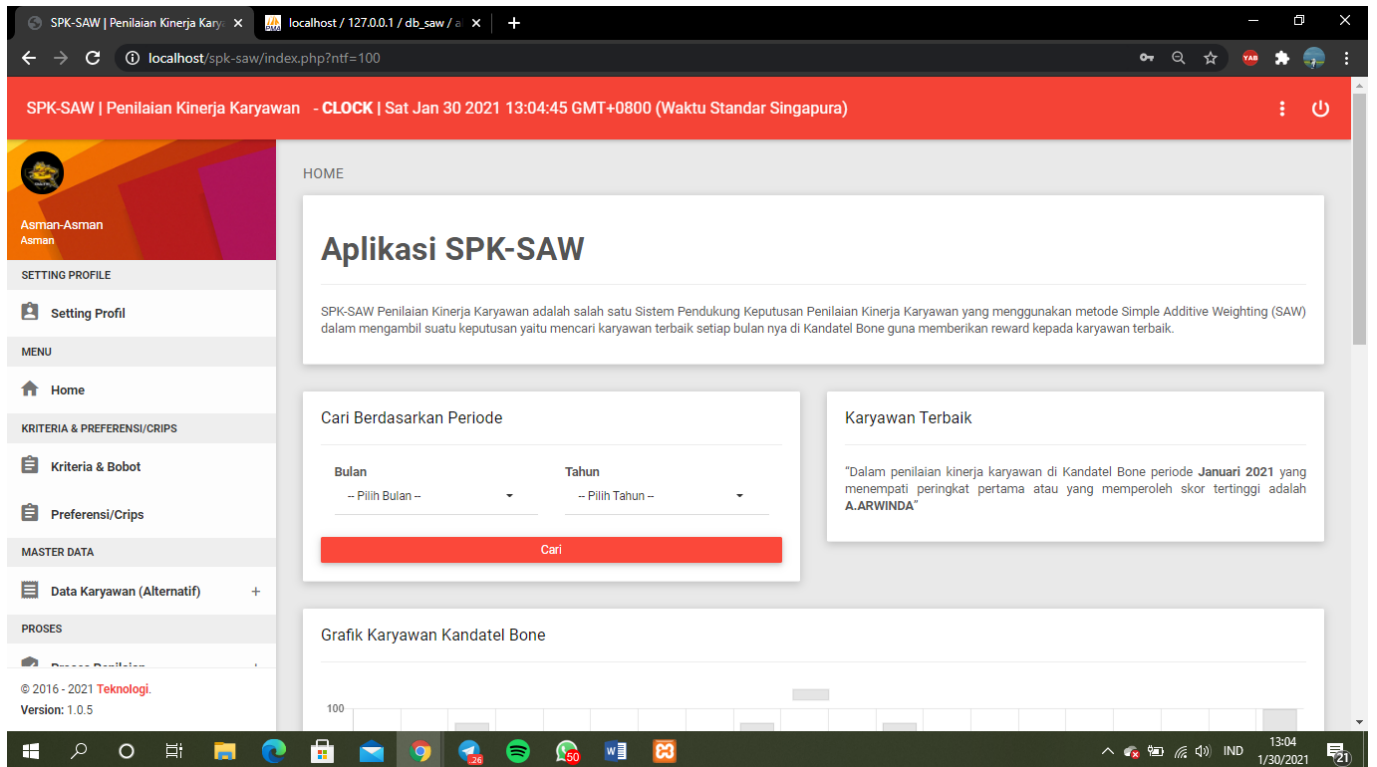 SPK-SAW | Penilaian Kinerja Kary
localhost / 127.0.0.1 / db_saw / a
localhost/spk-saw/index.php?ntf=100
YAB
SPK-SAW | Penilaian Kinerja Karyawan - CLOCK | Sat Jan 30 2021 13:04:45 GMT+0800 (Waktu Standar Singapura)
Asman-Asman
Asman
SETTING PROFILE
Setting Profil
MENU
Home
KRITERIA & PREFERENSI/CRIPS
Kriteria & Bobot
Preferensi/Crips
MASTER DATA
Data Karyawan (Alternatif) +
PROSES
Proses Penilaian
© 2016 - 2021 Teknologi.
Version: 1.0.5
HOME
Aplikasi SPK-SAW
SPK-SAW Penilaian Kinerja Karyawan adalah salah satu Sistem Pendukung Keputusan Penilaian Kinerja Karyawan yang menggunakan metode Simple Additive Weighting (SAW)
dalam mengambil suatu keputusan yaitu mencari karyawan terbaik setiap bulan nya di Kandatel Bone guna memberikan reward kepada karyawan terbaik.
Cari Berdasarkan Periode
Bulan
-- Pilih Bulan --
Tahun
-- Pilih Tahun --
Cari
Karyawan Terbaik
"Dalam penilaian kinerja karyawan di Kandatel Bone periode Januari 2021 yang
menempati peringkat pertama atau yang memperoleh skor tertinggi adalah
A.ARWINDA"
Grafik Karyawan Kandatel Bone
100
26
50
IND
13:04
1/30/2021
21